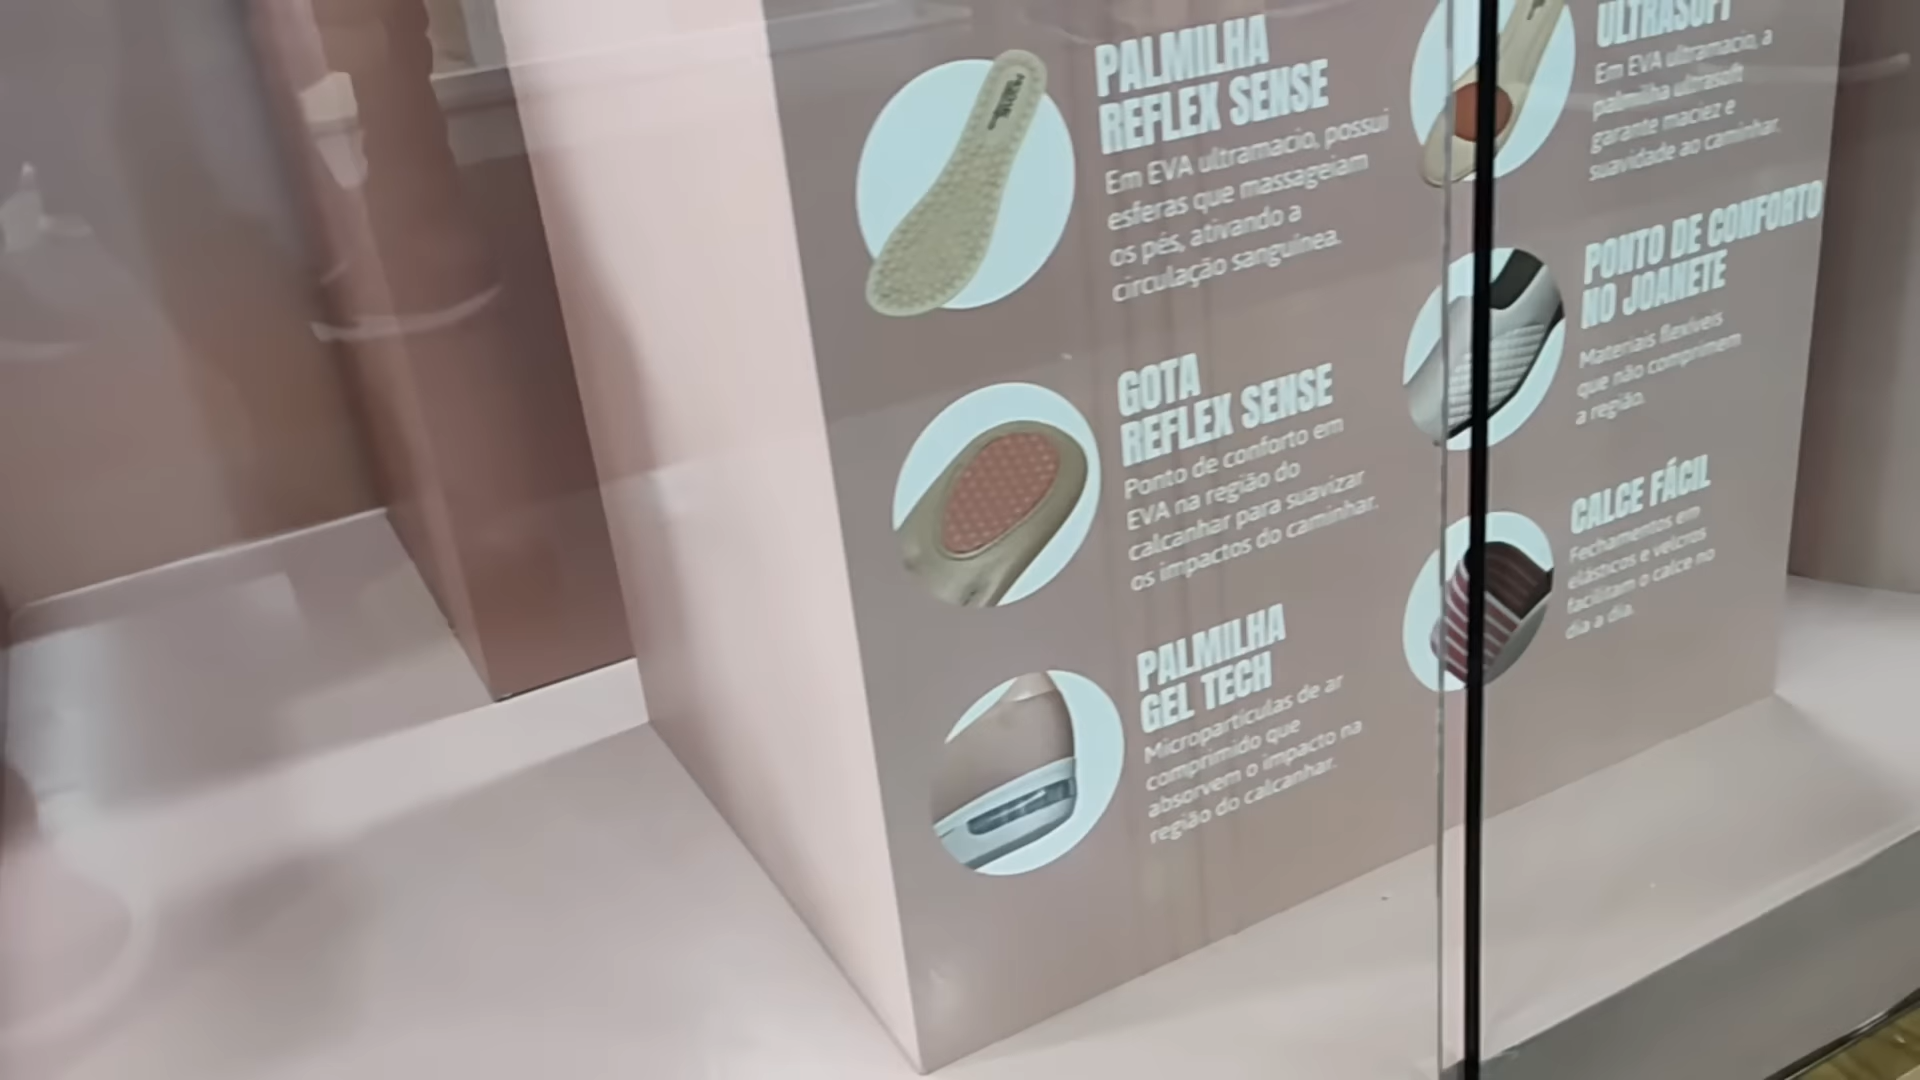 PALMILHA
REFLEX SENSE
Em EVA ultramacio, possui
esferas que massageiam
os pés, ativando a
circulação sanguínea.
GOTA
REFLEX SENSE
Ponto de conforto em
EVA na região do
calcanhar para suavizar
os impactos do caminhar.
PALMILHA
GEL TECH
Micropartículas de ar
comprimido que
absorvem o impacto na
região do calcanhar.
ULTRASOFT
Em EVA ultramacio, a
palmilha ultrasoft
garante maciez e
suavidade ao caminhar.
PONTO DE CONFORTO
NO JOANETE
Materiais flexíveis
que não comprimem
a região.
CALCE FÁCIL
Fechamentos em
elásticos e velcros
facilitam o calce no
dia a dia.